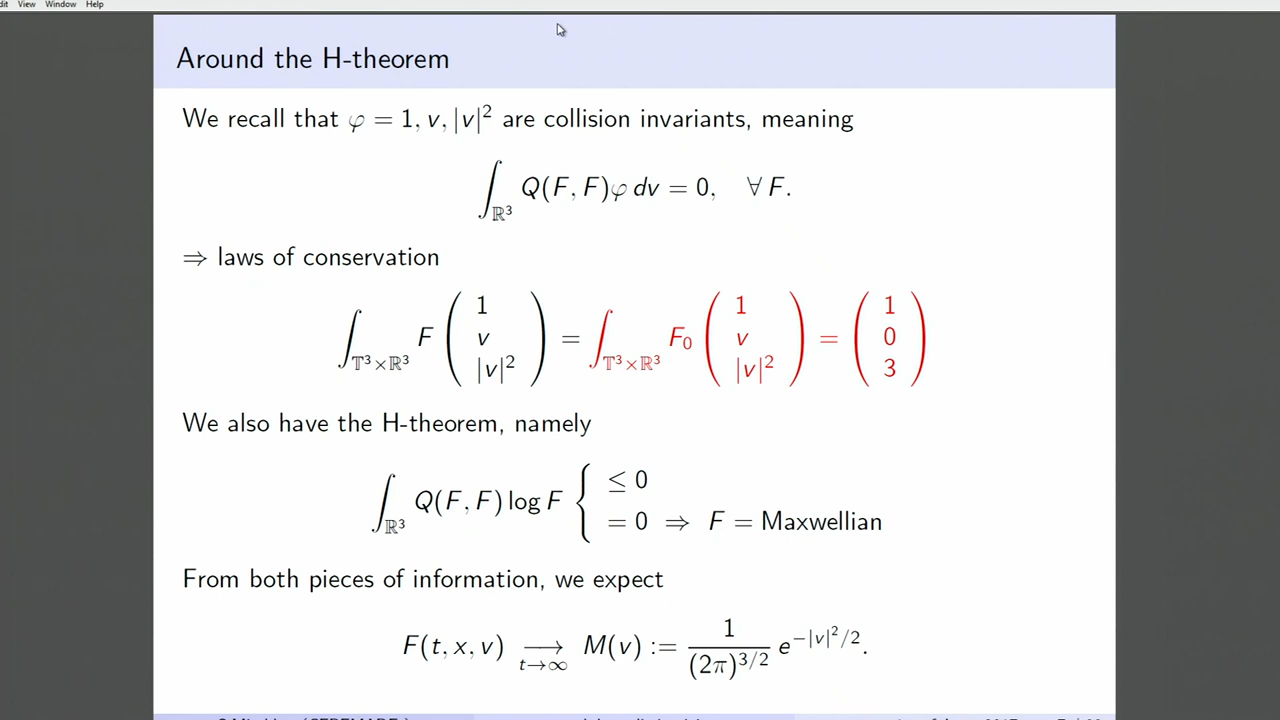 View Window Help
Around the H-theorem
We recall that φ = 1, v, |v|² are collision invariants, meaning
∫_{ℝ³} Q(F, F)φ dv = 0, ∀ F.
⇒ laws of conservation
∫_{𝕋³×ℝ³} F ( 1 v |v|² ) = ∫_{𝕋³×ℝ³} F₀ ( 1 v |v|² ) = ( 1 0 3 )
We also have the H-theorem, namely
∫_{ℝ³} Q(F, F) log F { ≤ 0
= 0 ⇒ F = Maxwellian
From both pieces of information, we expect
F(t, x, v) ⟶_{t→∞} M(v) := 1/(2π)^{3/2} e^{−|v|²/2}.